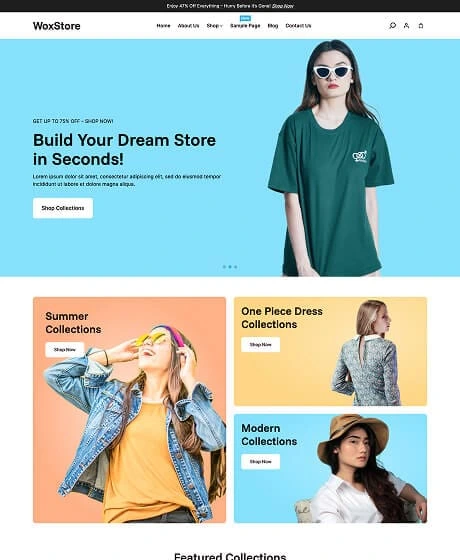 Enjoy 47% Off Everything – Hurry Before It's Gone! Shop Now
WoxStore
Home About Us Shop Sample Page Blog Contact Us
GET UP TO 75% OFF – SHOP NOW!
Build Your Dream Store
in Seconds!
Lorem ipsum dolor sit amet, consectetur adipiscing elit, sed do eiusmod tempor
incididunt ut labore et dolore magna aliqua.
Shop Collections
Summer
Collections
Shop Now
One Piece Dress
Collections
Shop Now
Modern
Collections
Shop Now
Featured Collections